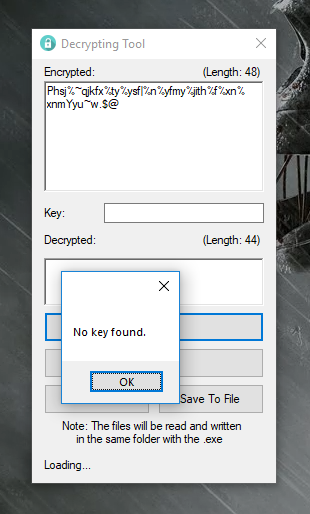 Decrypting Tool
Encrypted: (Length: 48)
Phsj%~qjkfx%ty%ysf|%n%yfmy%jith%f%xn%
xnmYyu~w.$@
Key:
Decrypted: (Length: 44)
No key found.
OK
Save To File
Note: The files will be read and written
in the same folder with the .exe
Loading...